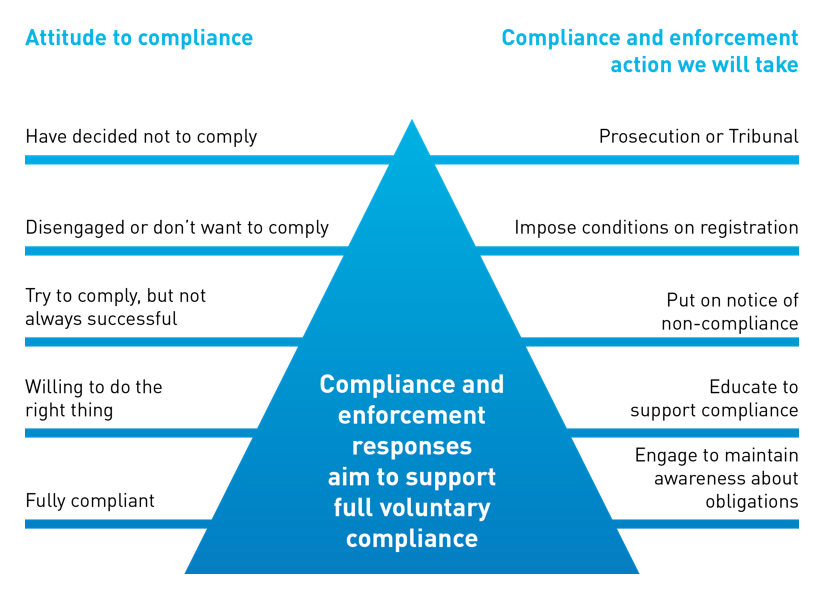 Attitude to compliance
Compliance and enforcement
action we will take
Have decided not to comply
Prosecution or Tribunal
Disengaged or don’t want to comply
Impose conditions on registration
Try to comply, but not
always successful
Put on notice of
non-compliance
Willing to do the
right thing
Educate to
support compliance
Fully compliant
Engage to maintain
awareness about
obligations
Compliance and
enforcement
responses
aim to support
full voluntary
compliance